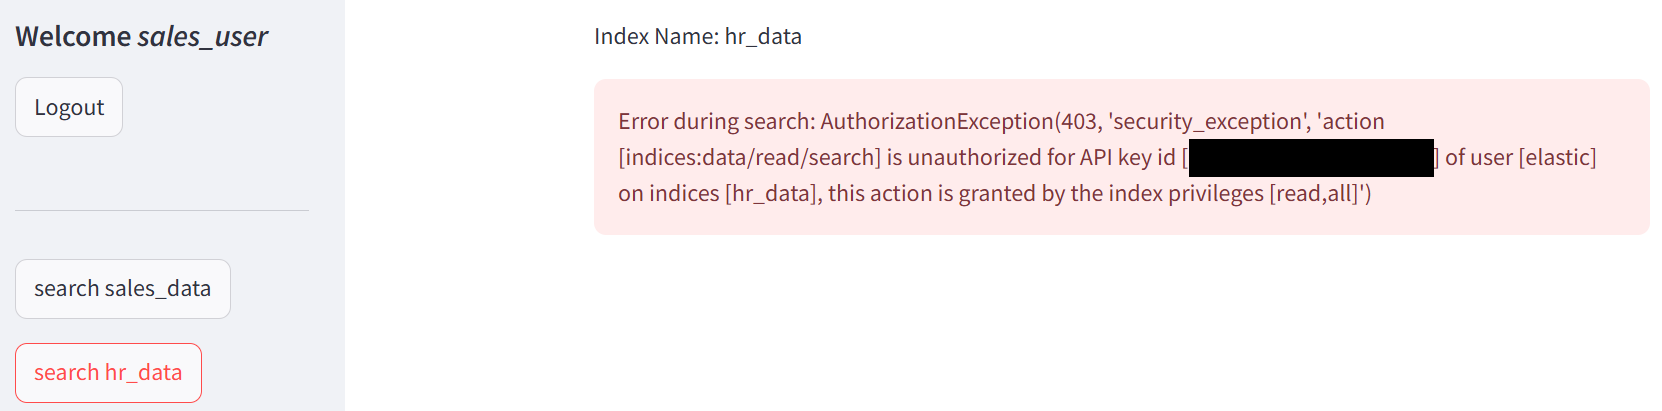 Welcome sales_user
Logout
search sales_data
search hr_data
Index Name: hr_data
Error during search: AuthorizationException(403, 'security_exception', 'action
[indices:data/read/search] is unauthorized for API key id [ ] of user [elastic]
on indices [hr_data], this action is granted by the index privileges [read,all]')